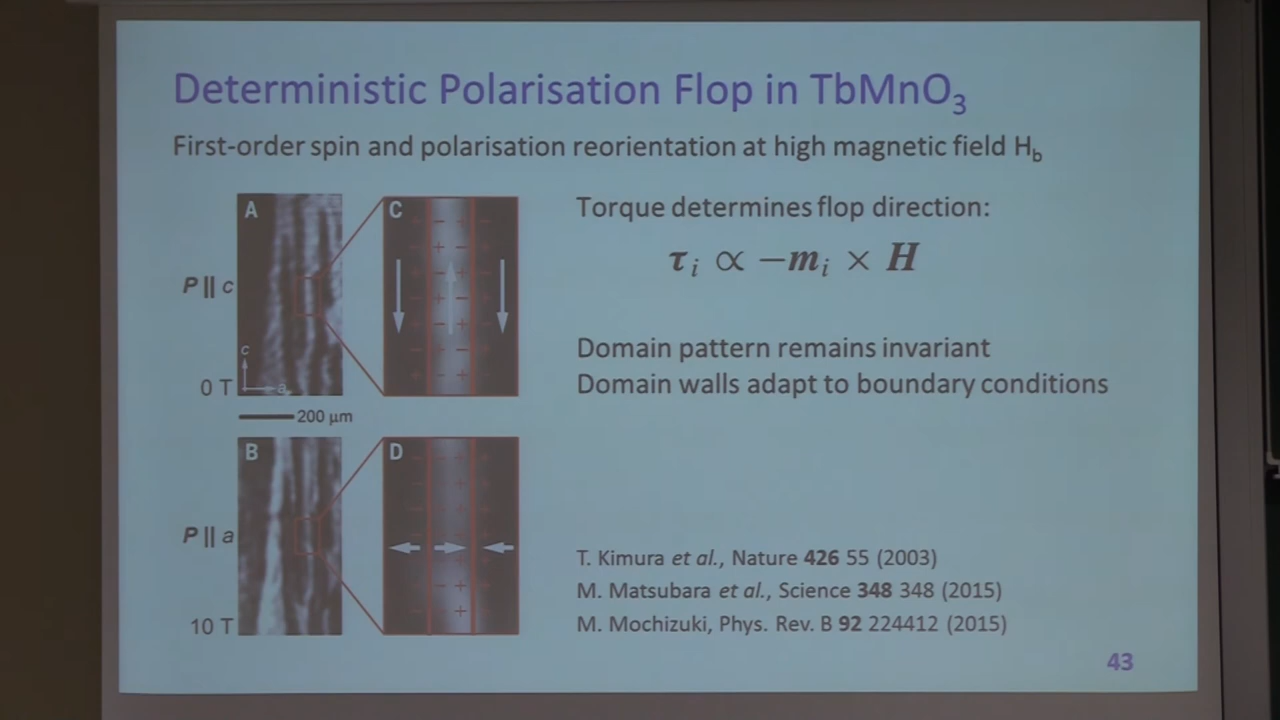 Deterministic Polarisation Flop in TbMnO₃
First-order spin and polarisation reorientation at high magnetic field H_b
A
C
P || c
c
a
0 T
200 µm
B
D
P || a
10 T
Torque determines flop direction:
τ_i ∝ −m_i × H
Domain pattern remains invariant
Domain walls adapt to boundary conditions
T. Kimura et al., Nature 426 55 (2003)
M. Matsubara et al., Science 348 348 (2015)
M. Mochizuki, Phys. Rev. B 92 224412 (2015)
43